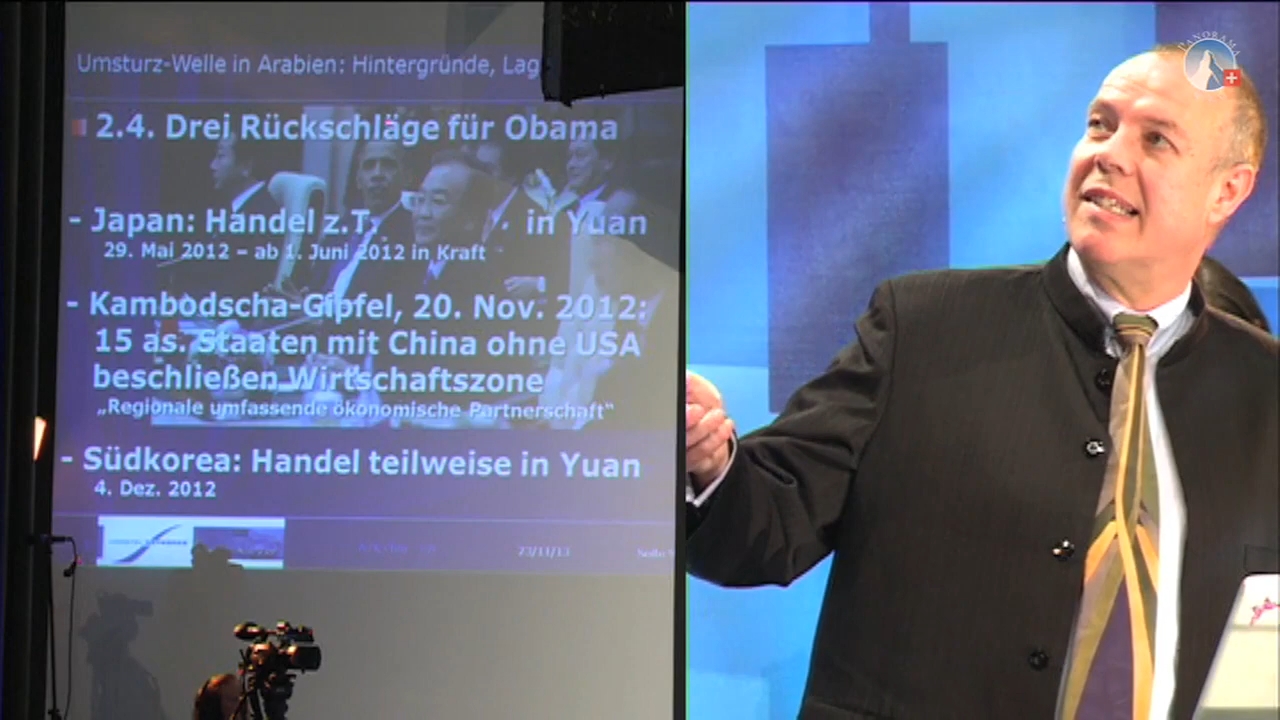 Umsturz-Welle in Arabien: Hintergründe, Lag
2.4. Drei Rückschläge für Obama
- Japan: Handel z.T. in Yuan
29. Mai 2012 – ab 1. Juni 2012 in Kraft
- Kambodscha-Gipfel, 20. Nov. 2012:
15 as. Staaten mit China ohne USA
beschließen Wirtschaftszone
„Regionale umfassende ökonomische Partnerschaft“
- Südkorea: Handel teilweise in Yuan
4. Dez. 2012
23/11/13
PANORAMA